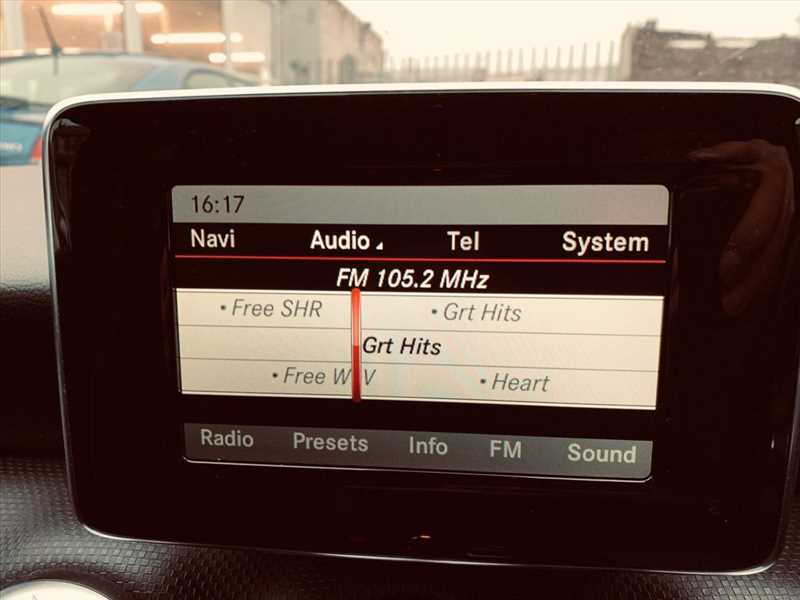 16:17
Navi Audio Tel System
FM 105.2 MHz
• Free SHR • Grt Hits
Grt Hits
• Free W V • Heart
Radio Presets Info FM Sound